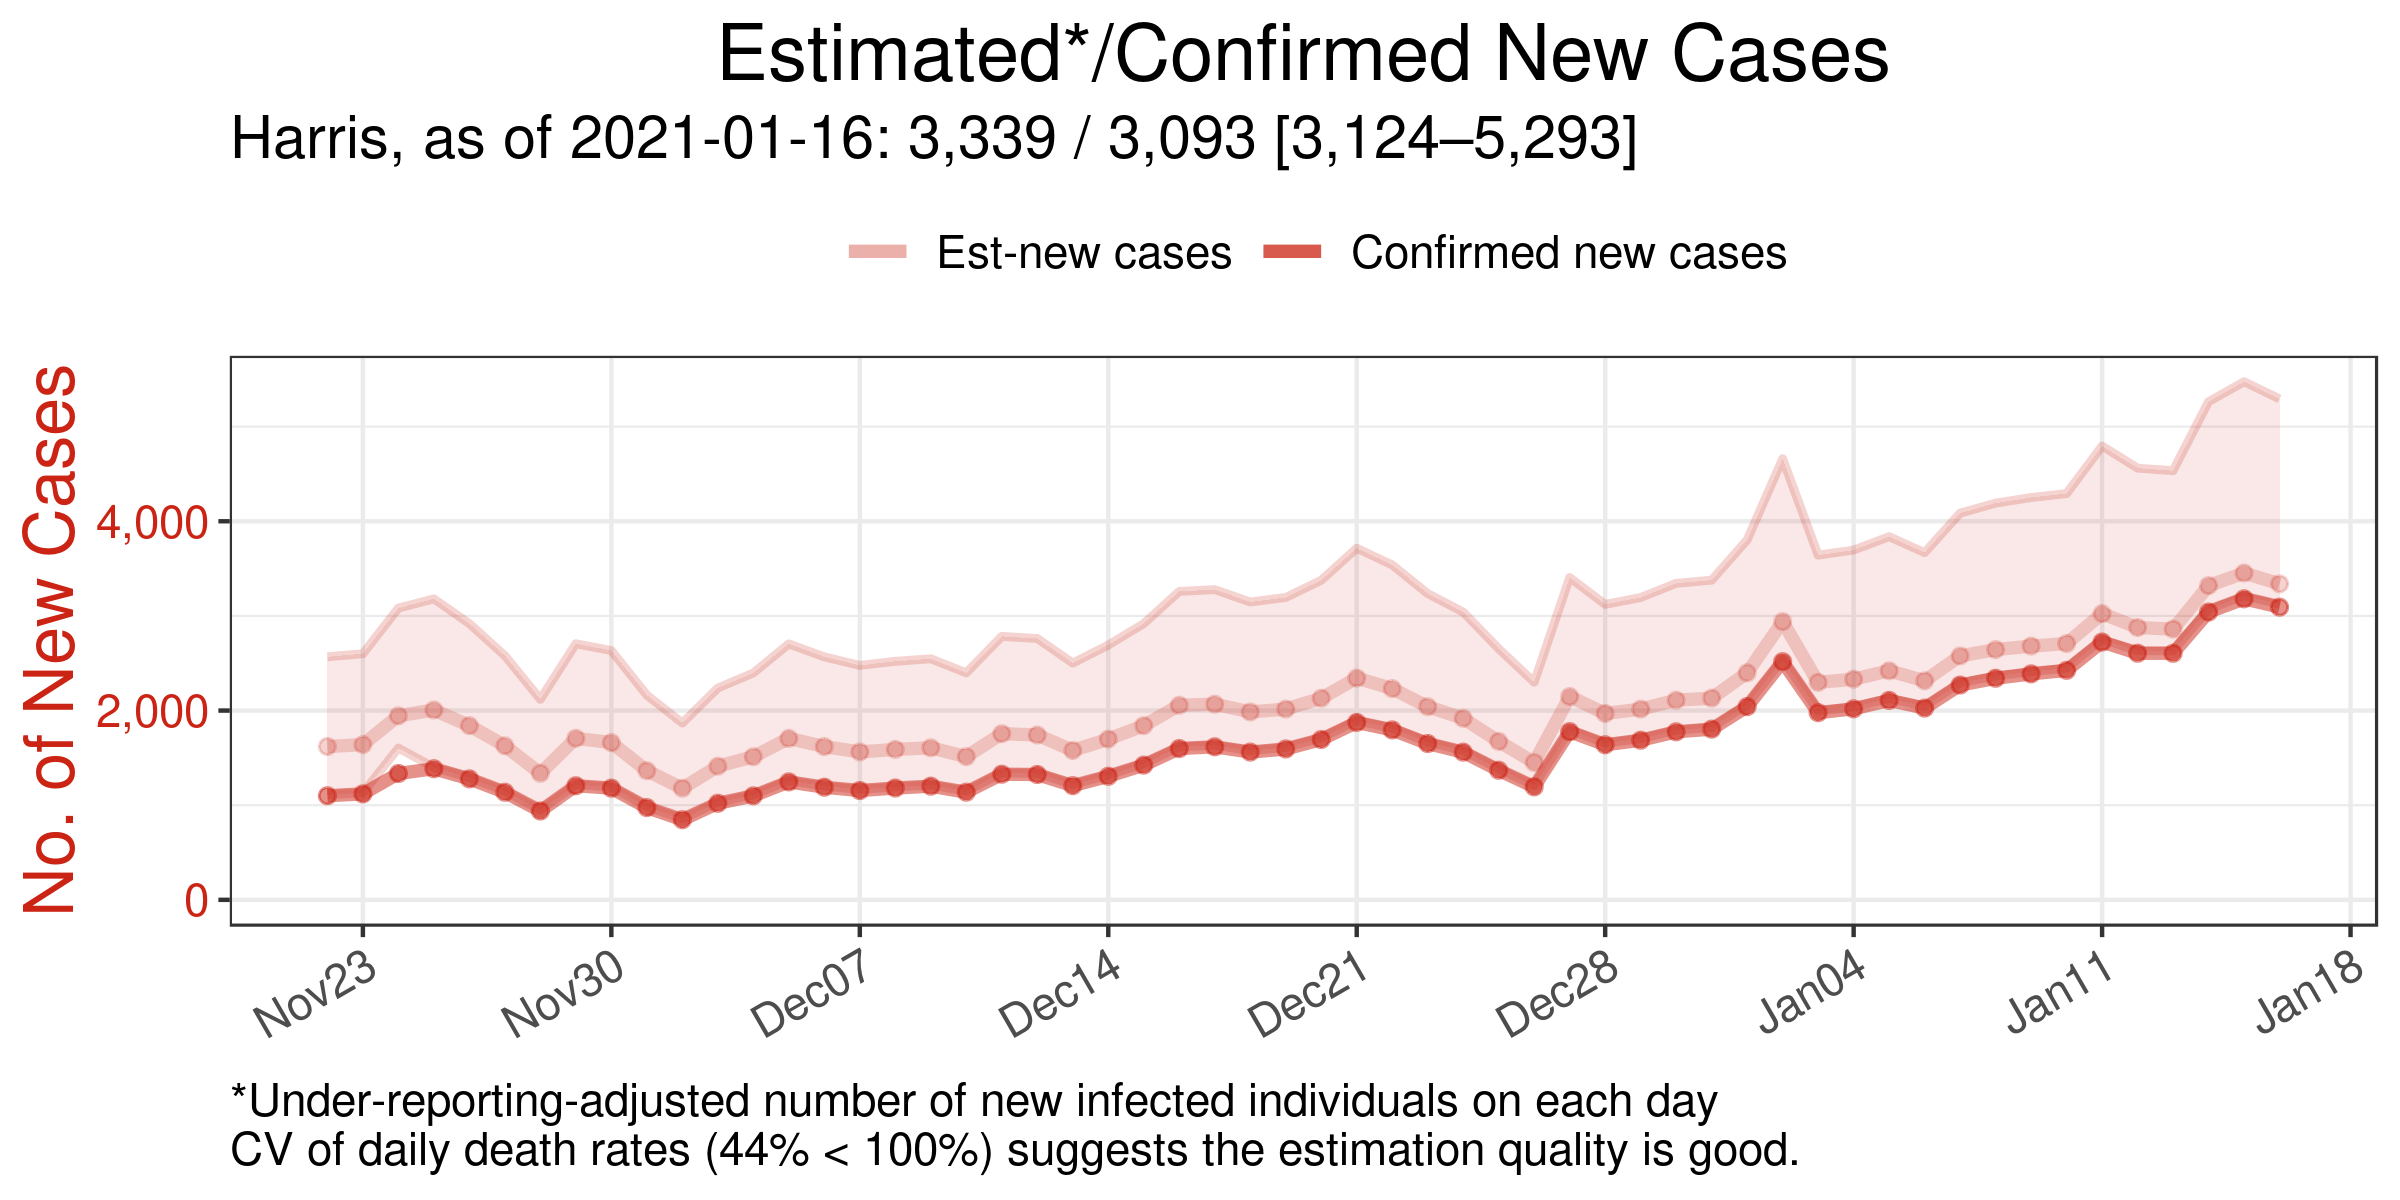 Estimated*/Confirmed New Cases
Harris, as of 2021-01-16: 3,339 / 3,093 [3,124–5,293]
Est-new cases Confirmed new cases
No. of New Cases
4,000
2,000
0
Nov23 Nov30 Dec07 Dec14 Dec21 Dec28 Jan04 Jan11 Jan18
*Under-reporting-adjusted number of new infected individuals on each day
CV of daily death rates (44% < 100%) suggests the estimation quality is good.